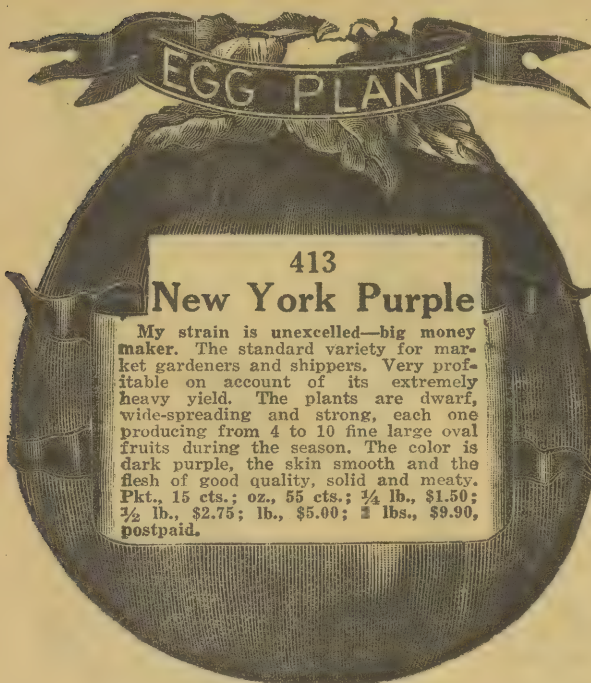 EGG PLANT
413
New York Purple
My strain is unexcelled—big money
maker. The standard variety for mar-
ket gardeners and shippers. Very prof-
itable on account of its extremely
heavy yield. The plants are dwarf,
wide-spreading and strong, each one
producing from 4 to 10 fine large oval
fruits during the season. The color is
dark purple, the skin smooth and the
flesh of good quality, solid and meaty.
Pkt., 15 cts.; oz., 55 cts.; ¼ lb., $1.50;
½ lb., $2.75; lb., $5.00; lbs., $9.90,
postpaid.